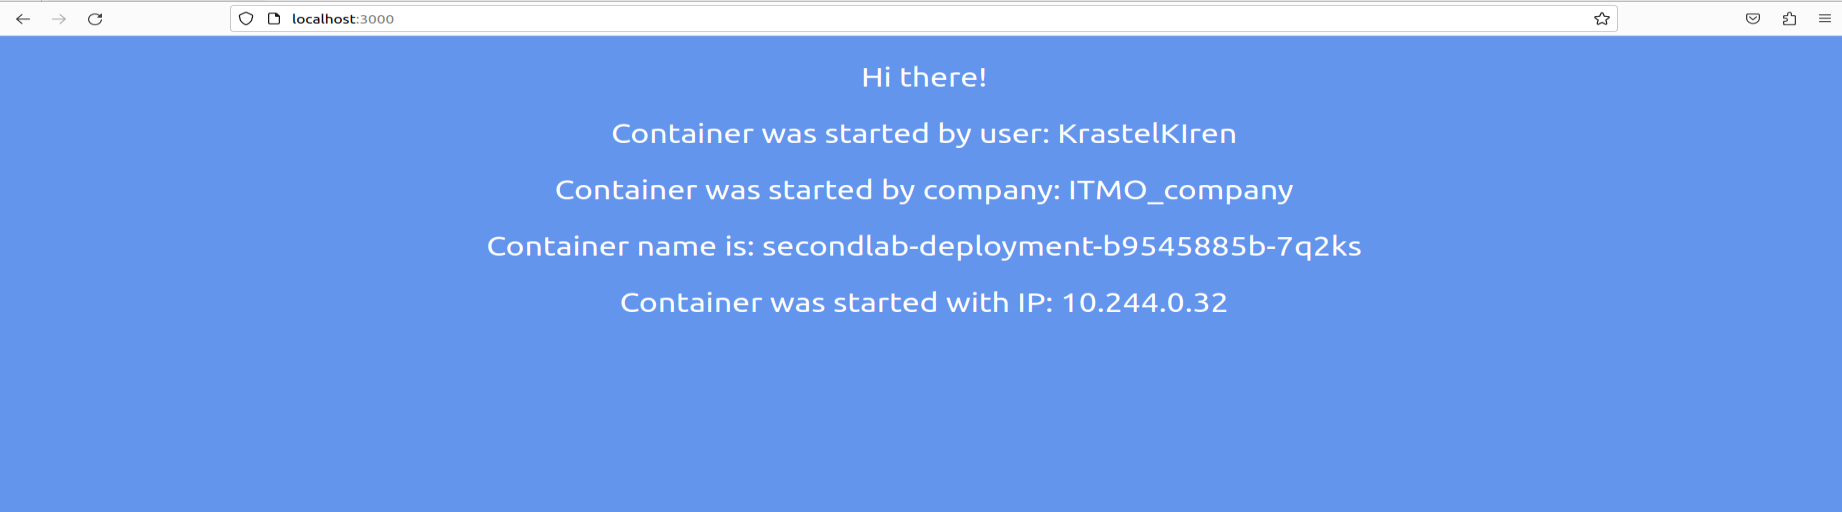 localhost:3000
Hi there!
Container was started by user: KrastelKIren
Container was started by company: ITMO_company
Container name is: secondlab-deployment-b9545885b-7q2ks
Container was started with IP: 10.244.0.32